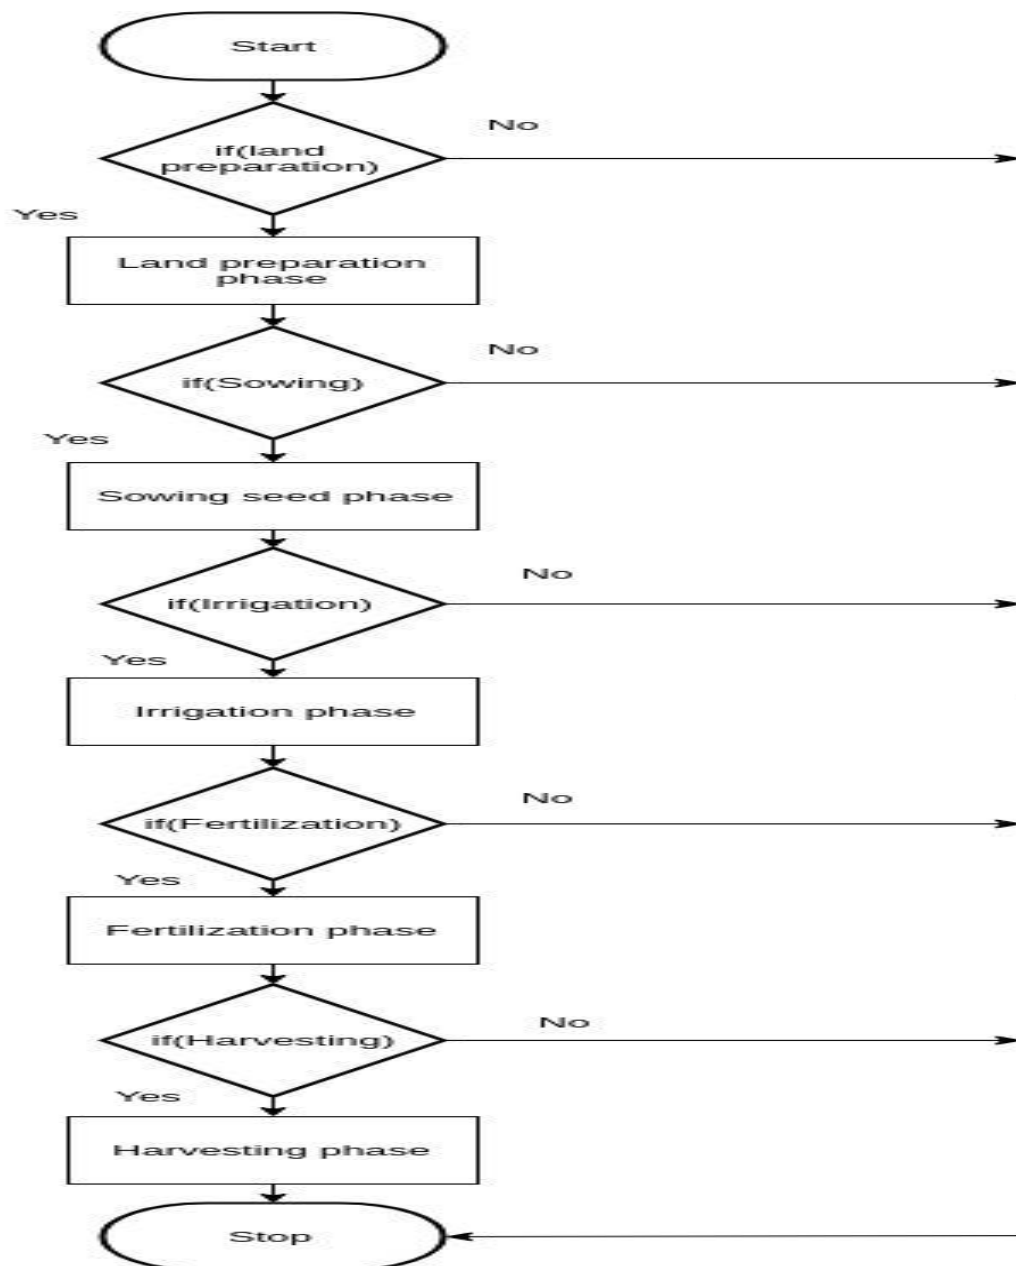 Start
No
if(land
preparation)
Yes
Land preparation
phase
No
if(Sowing)
Yes
Sowing seed phase
No
if(Irrigation)
Yes
Irrigation phase
No
if(Fertilization)
Yes
Fertilization phase
No
if(Harvesting)
Yes
Harvesting phase
Stop